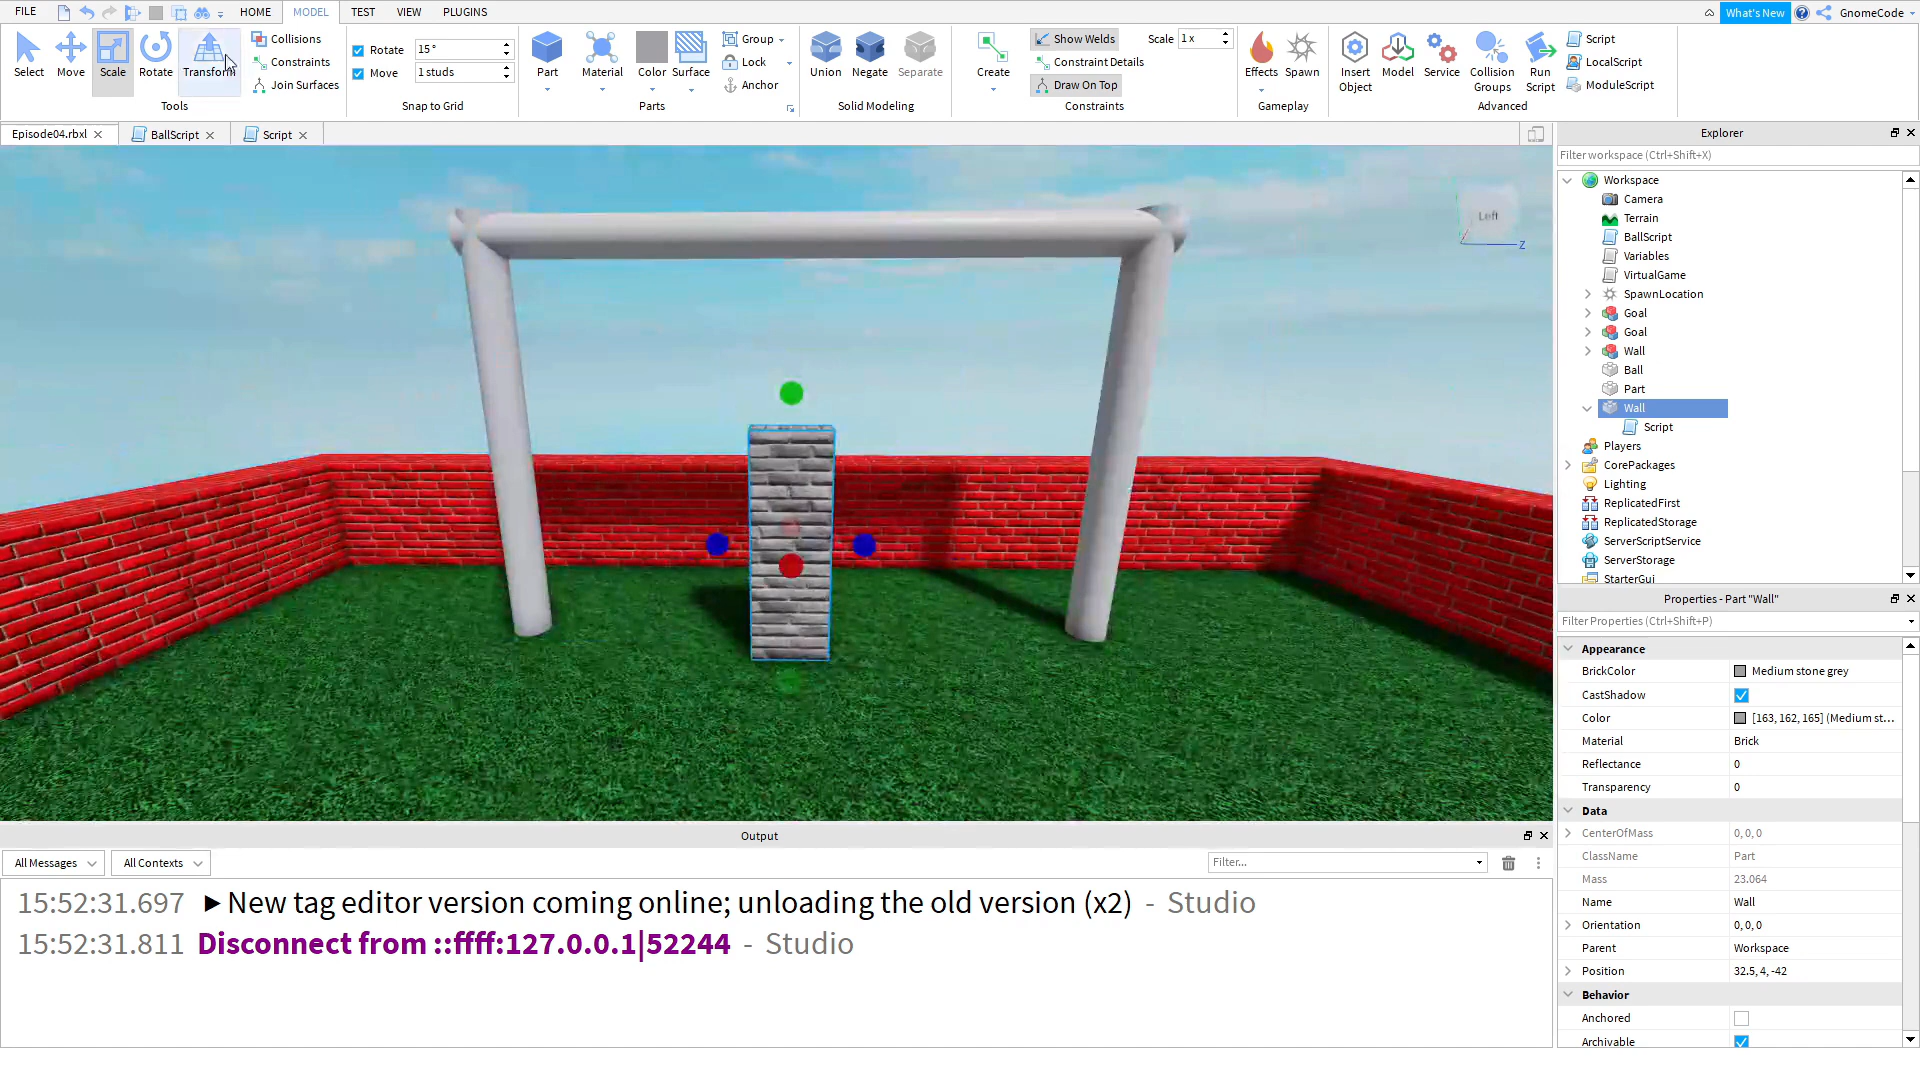 FILE HOME MODEL TEST VIEW PLUGINS What's New GnomeCode
Select Move Scale Rotate Transform
Collisions
Constraints
Join Surfaces
Tools
Rotate 15°
Move 1 studs
Snap to Grid
Part Material Color Surface
Group
Lock
Anchor
Parts
Union Negate Separate
Solid Modeling
Create
Show Welds Scale 1 x
Constraint Details
Draw On Top
Constraints
Effects Spawn
Gameplay
Insert Object Model Service Collision Groups Run Script
Script
LocalScript
ModuleScript
Advanced
Episode04.rbxl BallScript Script
Left
Z
Explorer
Filter workspace (Ctrl+Shift+X)
Workspace
Camera
Terrain
BallScript
Variables
VirtualGame
SpawnLocation
Goal
Goal
Wall
Ball
Part
Wall
Script
Players
CorePackages
Lighting
ReplicatedFirst
ReplicatedStorage
ServerScriptService
ServerStorage
StarterGui
Properties - Part "Wall"
Filter Properties (Ctrl+Shift+P)
Appearance
BrickColor Medium stone grey
CastShadow
Color [163, 162, 165] (Medium st...
Material Brick
Reflectance 0
Transparency 0
Data
CenterOfMass 0, 0, 0
ClassName Part
Mass 23.064
Name Wall
Orientation 0, 0, 0
Parent Workspace
Position 32.5, 4, -42
Behavior
Anchored
Archivable
Output
All Messages All Contexts Filter...
15:52:31.697 ▶ New tag editor version coming online; unloading the old version (x2) - Studio
15:52:31.811 Disconnect from ::ffff:127.0.0.1|52244 - Studio